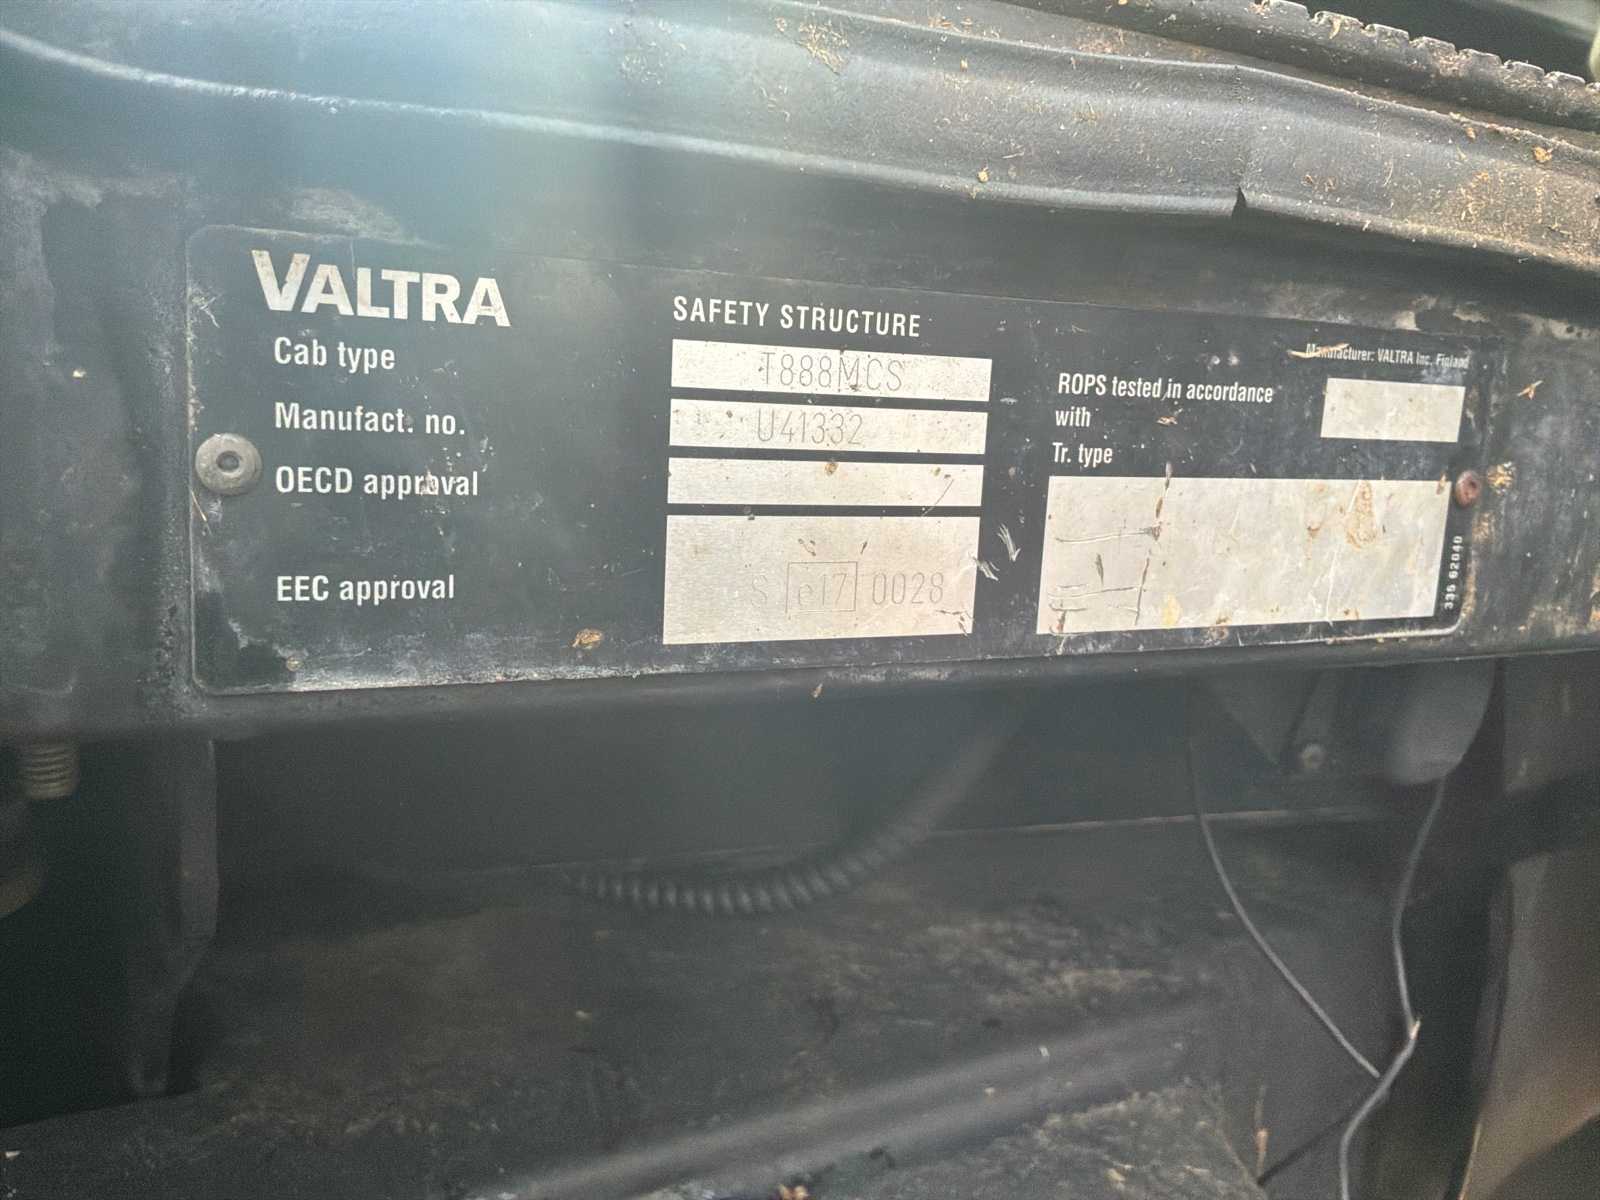 VALTRA
SAFETY STRUCTURE
Manufacturer: VALTRA Inc. Finland
Cab type T888MCS
Manufact. no. U41332
OECD approval
EEC approval S e17 0028
ROPS tested in accordance
with
Tr. type
335 62040